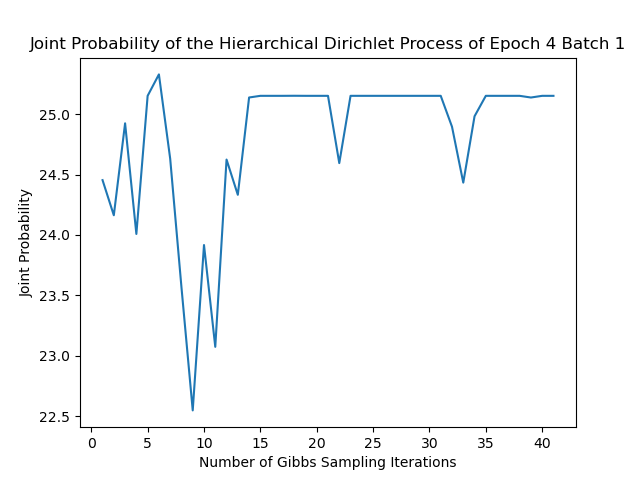 Joint Probability of the Hierarchical Dirichlet Process of Epoch 4 Batch 1
25.0
24.5
24.0
23.5
23.0
22.5
Joint Probability
0 5 10 15 20 25 30 35 40
Number of Gibbs Sampling Iterations